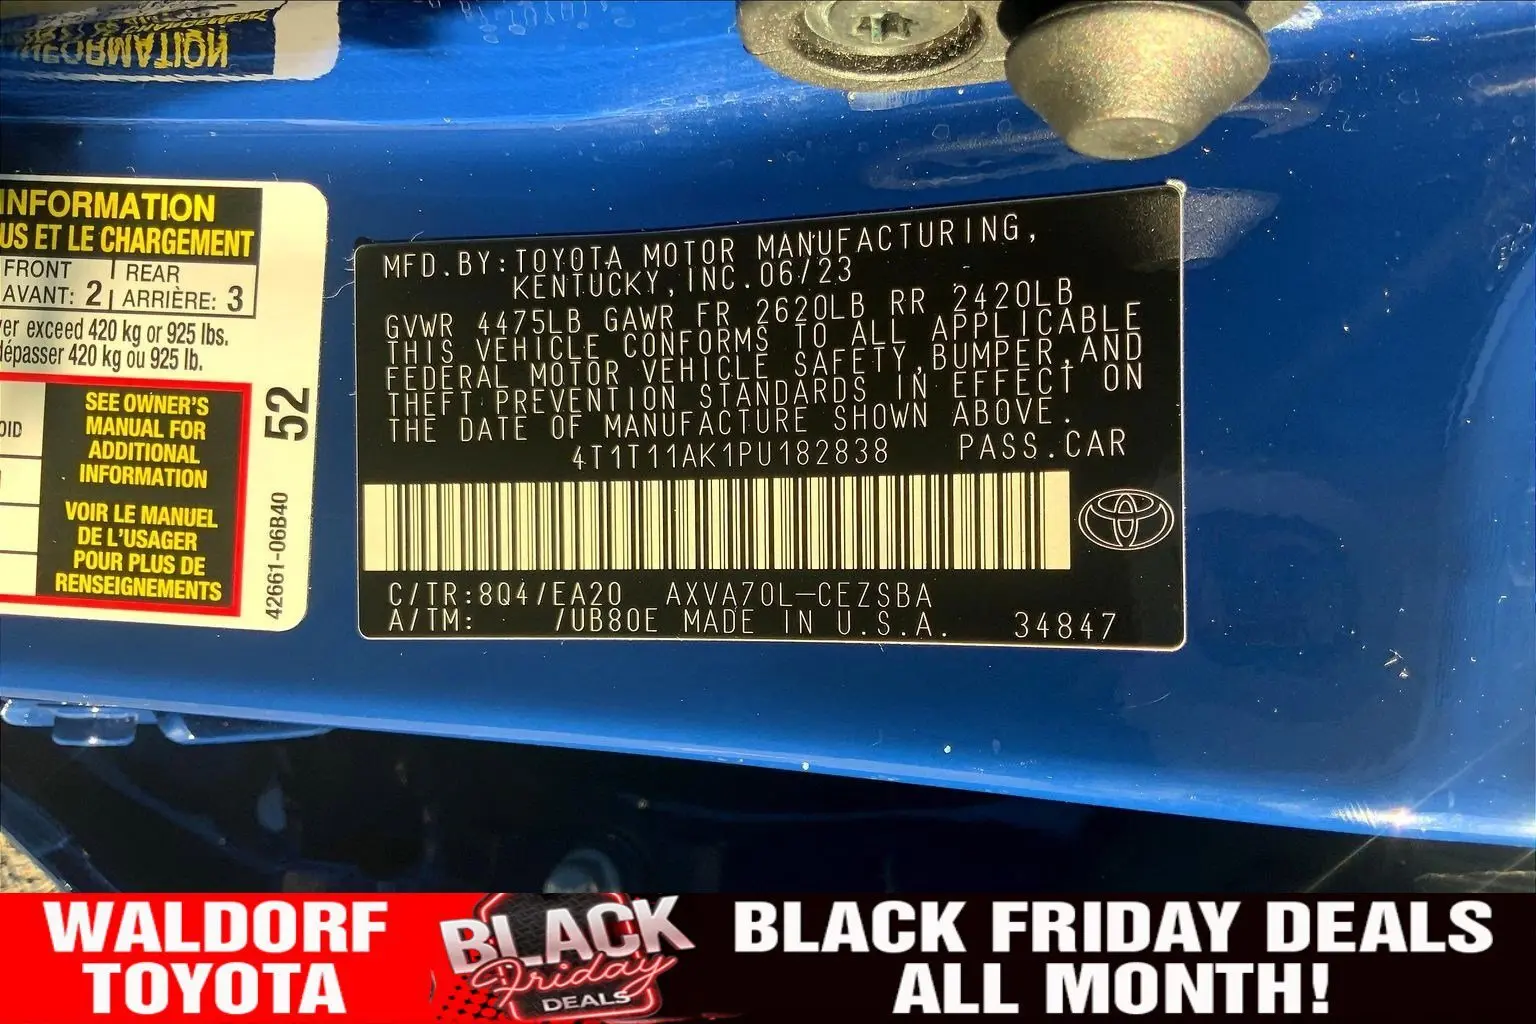 INFORMATION
INFORMATION
US ET LE CHARGEMENT
FRONT REAR
AVANT: 2 ARRIÈRE: 3
er exceed 420 kg or 925 lbs.
dépasser 420 kg ou 925 lb.
OID
SEE OWNER'S
MANUAL FOR
ADDITIONAL
INFORMATION
VOIR LE MANUEL
DE L'USAGER
POUR PLUS DE
RENSEIGNEMENTS
52
42661-06B40
MFD.BY:TOYOTA MOTOR MANUFACTURING,
KENTUCKY,INC.06/23
GVWR 4475LB GAWR FR 2620LB RR 2420LB
THIS VEHICLE CONFORMS TO ALL APPLICABLE
FEDERAL MOTOR VEHICLE SAFETY,BUMPER,AND
THEFT PREVENTION STANDARDS IN EFFECT ON
THE DATE OF MANUFACTURE SHOWN ABOVE.
4T1T11AK1PU182838 PASS.CAR
C/TR:8Q4/EA20 AXVA70L-CEZSBA
A/TM: /UB80E MADE IN U.S.A. 34847
WALDORF
TOYOTA
BLACK
Friday
DEALS
BLACK FRIDAY DEALS
ALL MONTH!